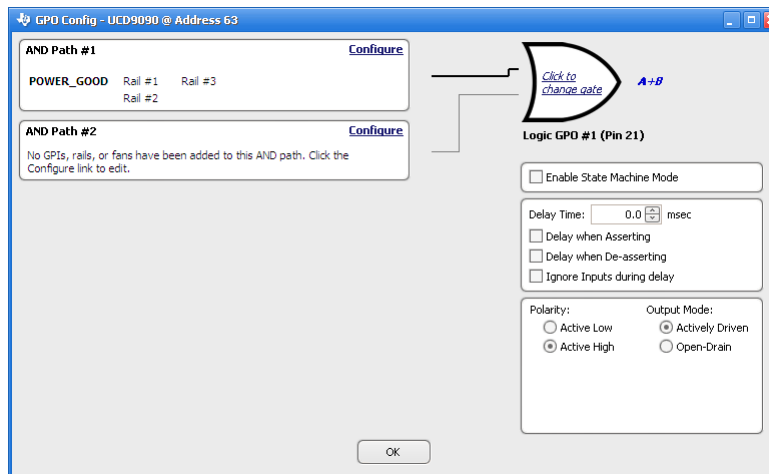 GPO Config - UCD9090 @ Address 63
AND Path #1 Configure
POWER_GOOD Rail #1 Rail #3
Rail #2
AND Path #2 Configure
No GPIs, rails, or fans have been added to this AND path. Click the
Configure link to edit.
Click to
change gate
A+B
Logic GPO #1 (Pin 21)
Enable State Machine Mode
Delay Time: 0.0 msec
Delay when Asserting
Delay when De-asserting
Ignore Inputs during delay
Polarity: Output Mode:
Active Low Actively Driven
Active High Open-Drain
OK